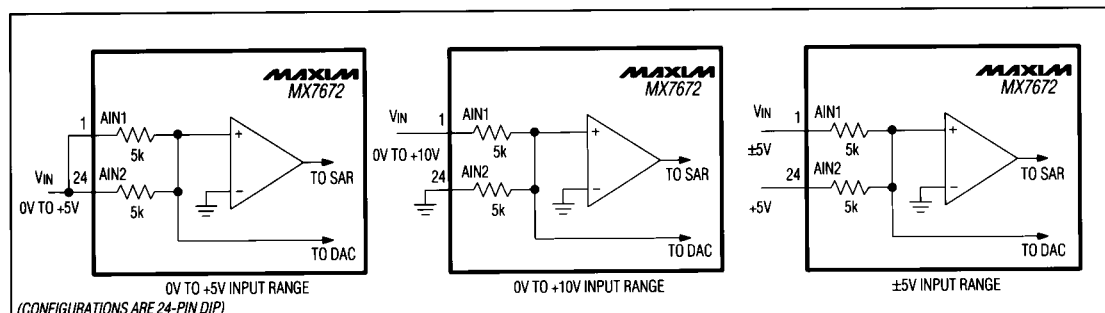 MAXIM
MX7672
1
AIN1
5k
+
VIN
24
AIN2
0V TO +5V
5k
–
TO SAR
TO DAC
0V TO +5V INPUT RANGE
MAXIM
MX7672
VIN
1
AIN1
0V TO +10V
5k
+
24
AIN2
5k
–
TO SAR
TO DAC
0V TO +10V INPUT RANGE
MAXIM
MX7672
VIN
1
AIN1
±5V
5k
+
24
AIN2
+5V
5k
–
TO SAR
TO DAC
±5V INPUT RANGE
(CONFIGURATIONS ARE 24-PIN DIP)